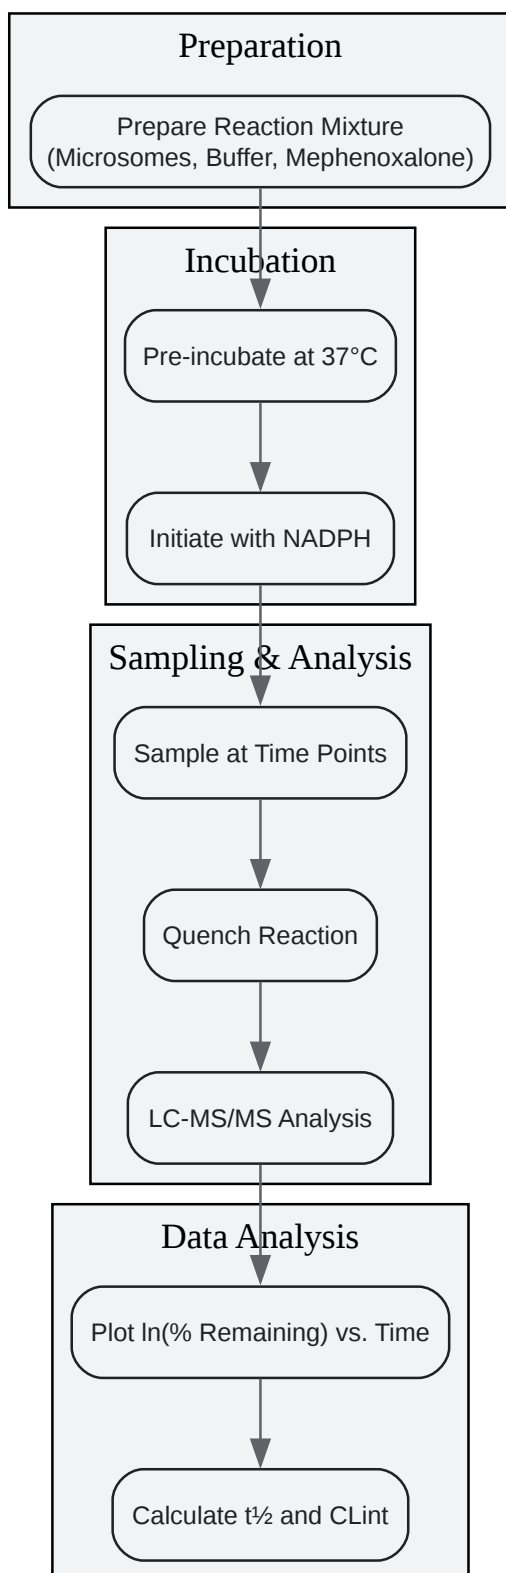 Preparation
Prepare Reaction Mixture
(Microsomes, Buffer, Mephenoxalone)
Incubation
Pre-incubate at 37°C
Initiate with NADPH
Sampling & Analysis
Sample at Time Points
Quench Reaction
LC-MS/MS Analysis
Data Analysis
Plot ln(% Remaining) vs. Time
Calculate t½ and CLint